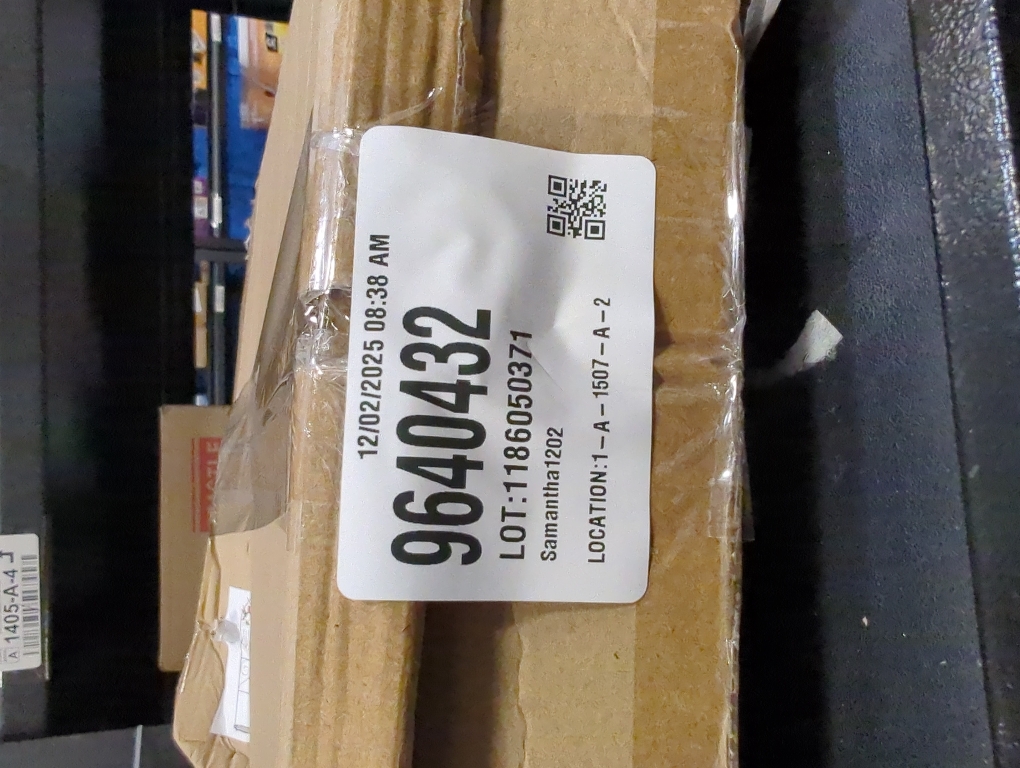 12/02/2025 08:38 AM
9640432
LOT:1186050371
Samantha1202
LOCATION:1-A-1507-A-2
A 1405-A-4